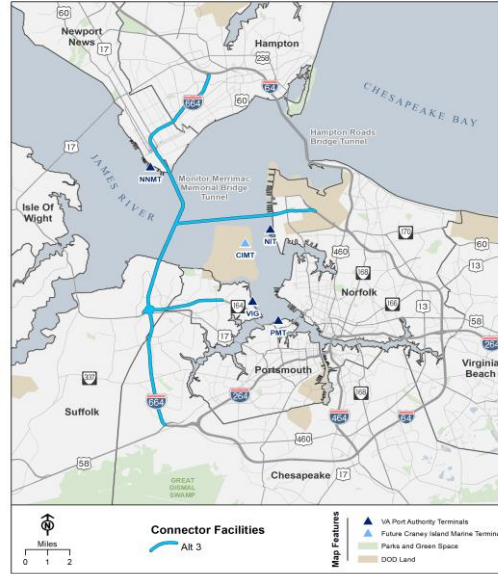 60
Newport
News
17
Hampton
258
664
60
64
CHESAPEAKE BAY
Hampton Roads
Bridge Tunnel
17
JAMES RIVER
NNMT
Monitor Merrimac
Memorial Bridge
Tunnel
Isle Of
Wight
NIT
CIMT
460
170
60
13
168
Norfolk
166
164
VIG
17
13
PMT
58
264
Virginia
Beach
Portsmouth
337
664
264
168
Suffolk
464
64
460
58
Chesapeake
17
GREAT
DISMAL
SWAMP
N
Miles
0 1 2
Connector Facilities
Alt 3
Map Features
VA Port Authority Terminals
Future Craney Island Marine Terminal
Parks and Green Space
DOD Land